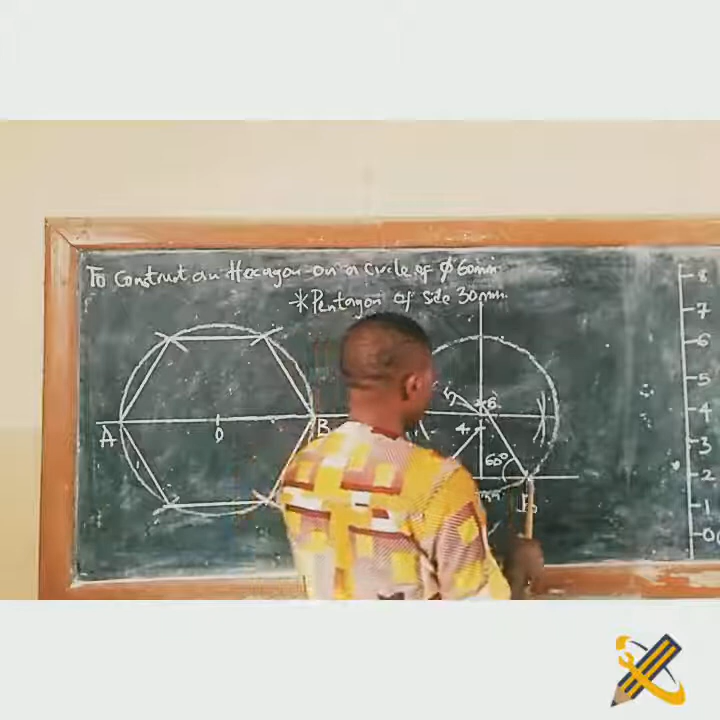 To Construct an Hexagon on a circle of ϕ 60mm
*Pentagon of side 30mm.
A
O
B
5
6
4
60°
B
8
7
6
5
4
3
2
1
0